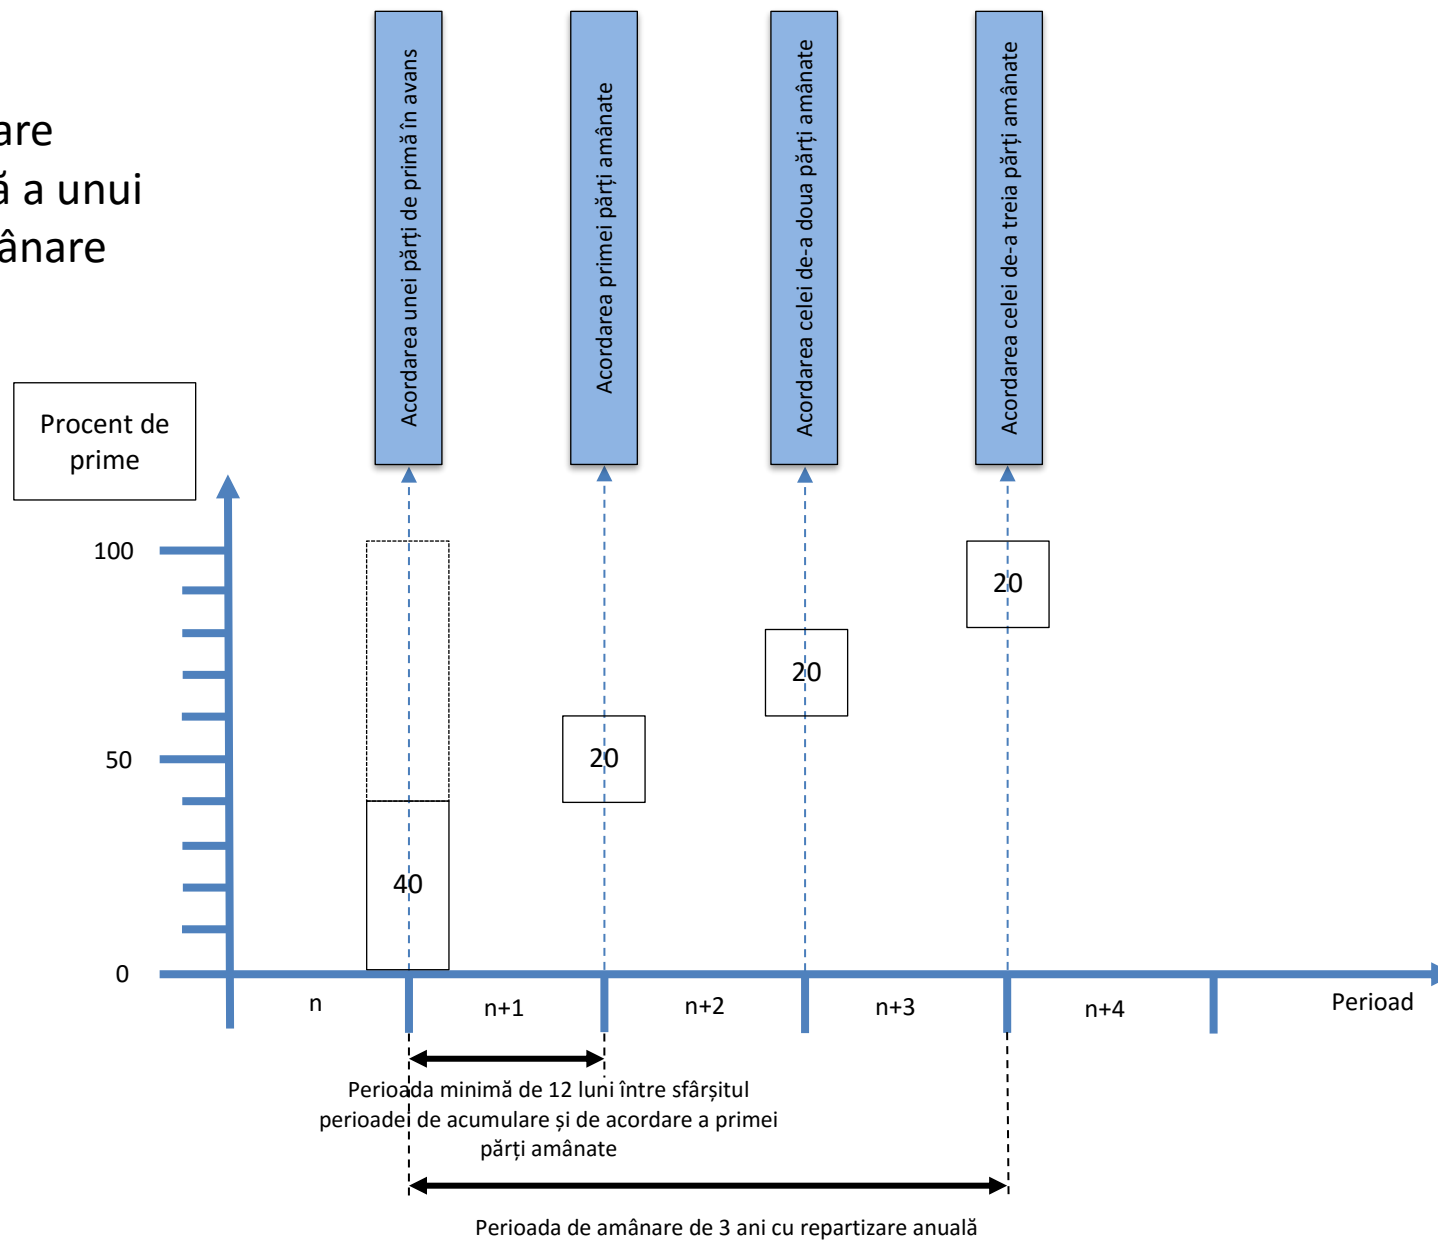 are
ă a unui
ânare
Acordarea unei părți de primă în avans
Acordarea primei părți amânate
Acordarea celei de-a doua părți amânate
Acordarea celei de-a treia părți amânate
Procent de
prime
100
50
0
40
20
20
20
n
n+1
n+2
n+3
n+4
Perioad
Perioada minimă de 12 luni între sfârșitul
perioadei de acumulare și de acordare a primei
părți amânate
Perioada de amânare de 3 ani cu repartizare anuală